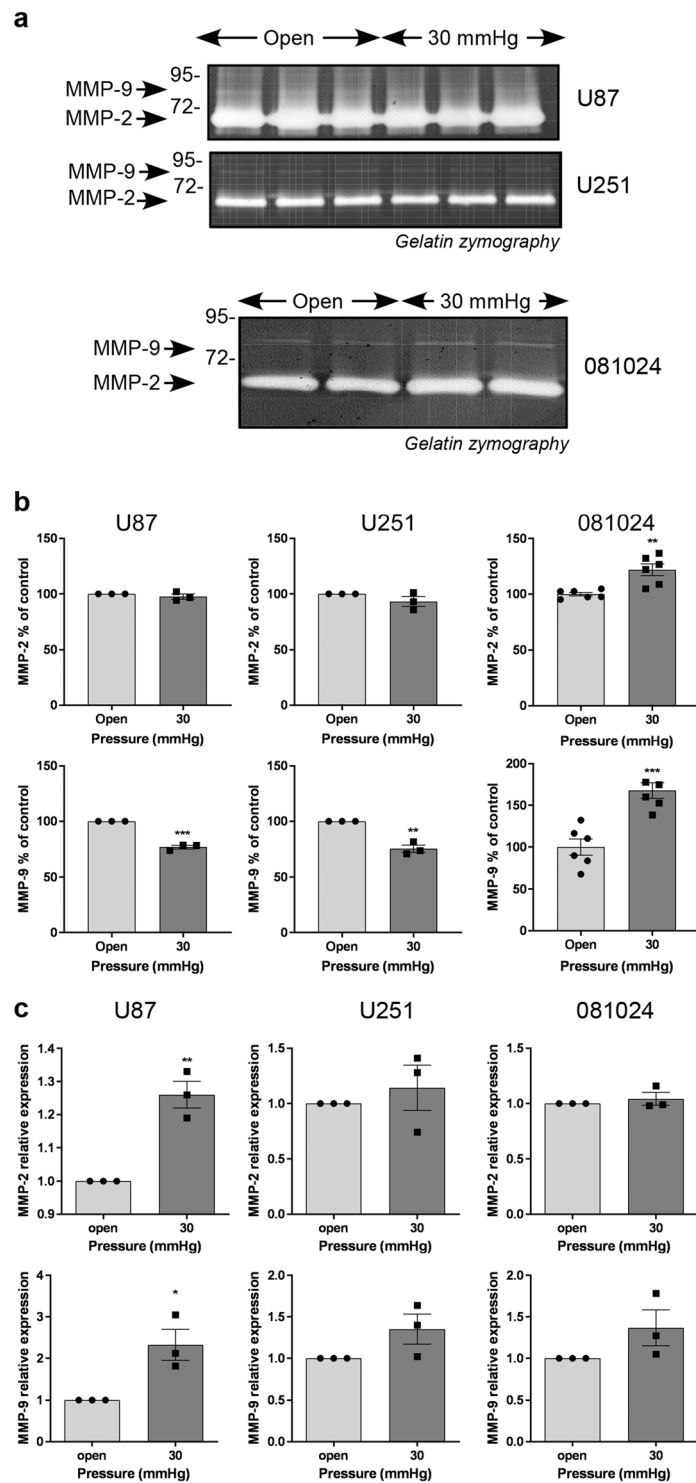 a
Open 30 mmHg
MMP-9 95-
MMP-2 72-
U87
MMP-9 95-
MMP-2 72-
U251
Gelatin zymography
Open 30 mmHg
95-
MMP-9
72-
MMP-2
081024
Gelatin zymography
b
U87 U251 081024
MMP-2 % of control
150
100
50
0
Open 30
Pressure (mmHg)
MMP-2 % of control
150
100
50
0
Open 30
Pressure (mmHg)
MMP-2 % of control
150
100
50
0
**
Open 30
Pressure (mmHg)
MMP-9 % of control
150
100
50
0
***
Open 30
Pressure (mmHg)
MMP-9 % of control
150
100
50
0
**
Open 30
Pressure (mmHg)
MMP-9 % of control
200
150
100
50
0
***
Open 30
Pressure (mmHg)
c
U87 U251 081024
MMP-2 relative expression
1.4
1.3
1.2
1.1
1.0
0.9
**
open 30
Pressure (mmHg)
MMP-2 relative expression
1.5
1.0
0.5
0.0
open 30
Pressure (mmHg)
MMP-2 relative expression
1.5
1.0
0.5
0.0
open 30
Pressure (mmHg)
MMP-9 relative expression
4
3
2
1
0
*
open 30
Pressure (mmHg)
MMP-9 relative expression
2.0
1.5
1.0
0.5
0.0
open 30
Pressure (mmHg)
MMP-9 relative expression
2.0
1.5
1.0
0.5
0.0
open 30
Pressure (mmHg)